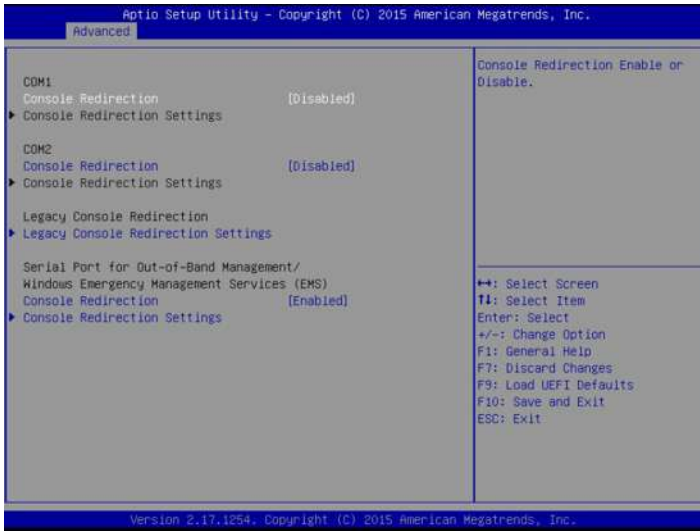 Aptio Setup Utility – Copyright (C) 2015 American Megatrends, Inc.
Advanced
COM1
Console Redirection [Disabled]
Console Redirection Settings
COM2
Console Redirection [Disabled]
Console Redirection Settings
Legacy Console Redirection
Legacy Console Redirection Settings
Serial Port for Out-of-Band Management/
Windows Emergency Management Services (EMS)
Console Redirection [Enabled]
Console Redirection Settings
Console Redirection Enable or
Disable.
↔: Select Screen
↑↓: Select Item
Enter: Select
+/-: Change Option
F1: General Help
F7: Discard Changes
F9: Load UEFI Defaults
F10: Save and Exit
ESC: Exit
Version 2.17.1254. Copyright (C) 2015 American Megatrends, Inc.